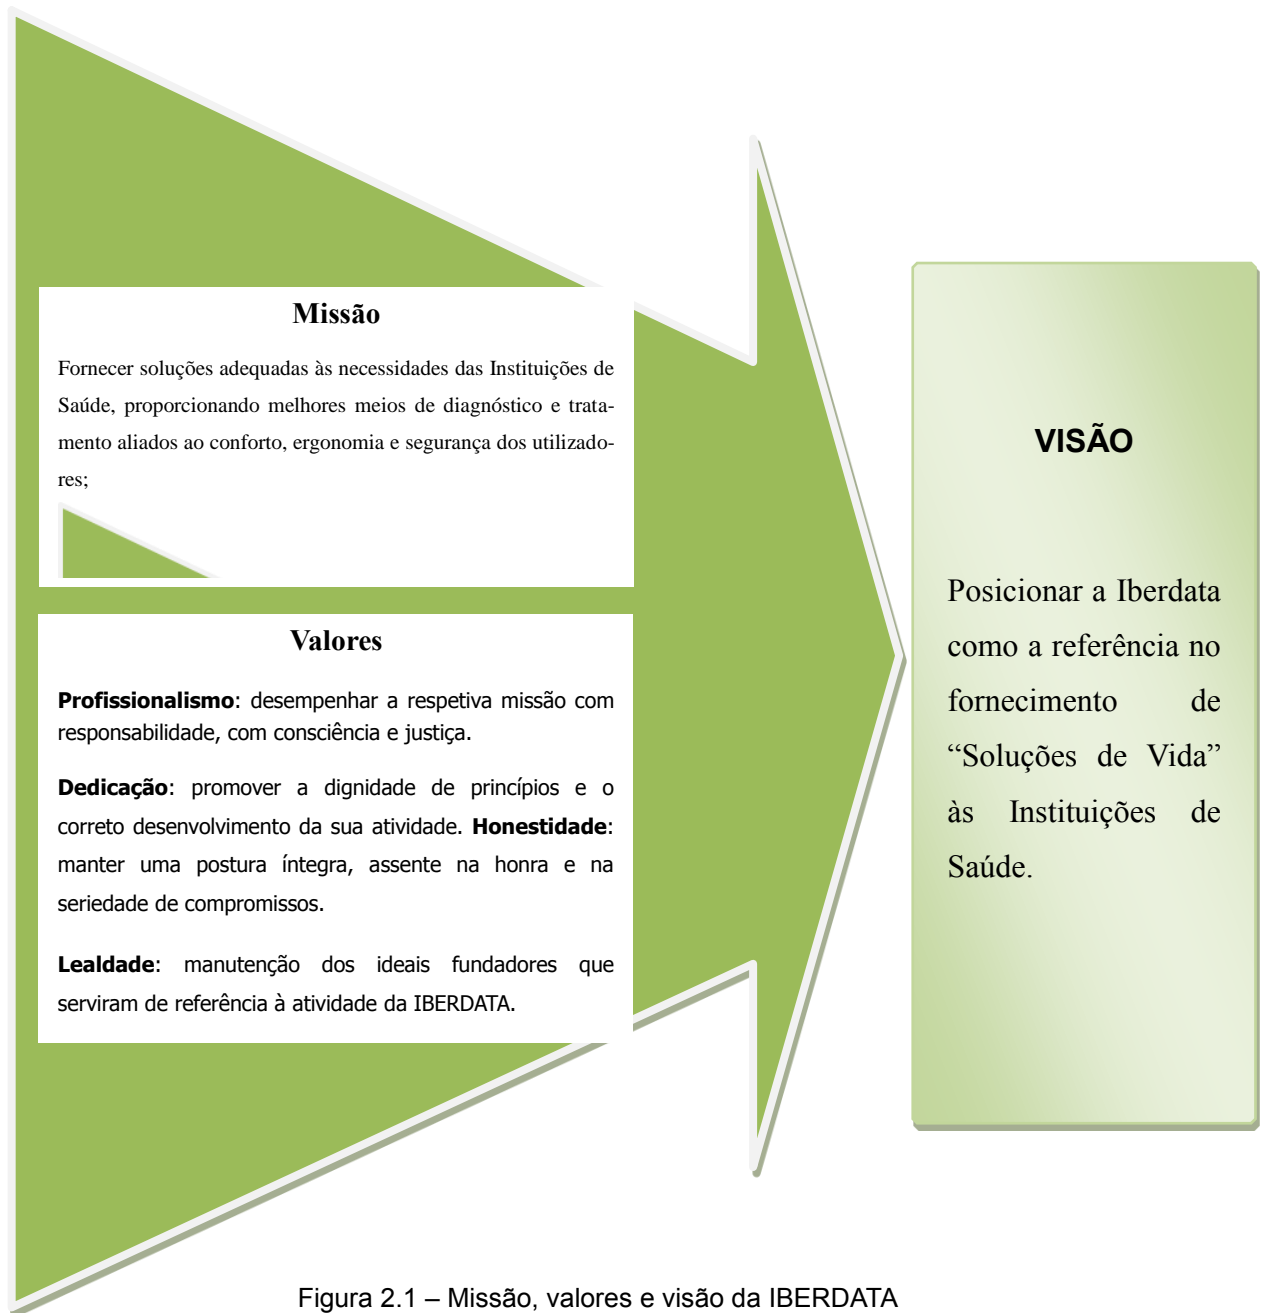 Missão
Fornecer soluções adequadas às necessidades das Instituições de
Saúde, proporcionando melhores meios de diagnóstico e trata-
mento aliados ao conforto, ergonomia e segurança dos utilizado-
res;
Valores
Profissionalismo: desempenhar a respetiva missão com
responsabilidade, com consciência e justiça.
Dedicação: promover a dignidade de princípios e o
correto desenvolvimento da sua atividade. Honestidade:
manter uma postura íntegra, assente na honra e na
seriedade de compromissos.
Lealdade: manutenção dos ideais fundadores que
serviram de referência à atividade da IBERDATA.
VISÃO
Posicionar a Iberdata
como a referência no
fornecimento de
“Soluções de Vida”
às Instituições de
Saúde.
Figura 2.1 – Missão, valores e visão da IBERDATA